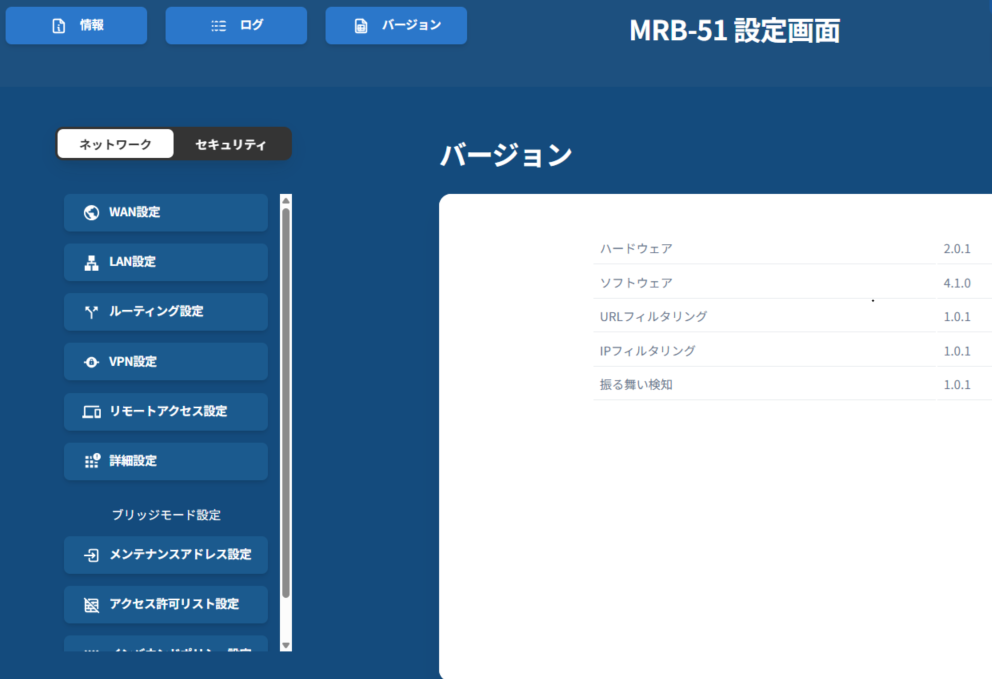 情報
ログ
バージョン
MRB-51 設定画面
ネットワーク
セキュリティ
WAN設定
LAN設定
ルーティング設定
VPN設定
リモートアクセス設定
詳細設定
ブリッジモード設定
メンテナンスアドレス設定
アクセス許可リスト設定
バージョン
ハードウェア 2.0.1
ソフトウェア 4.1.0
URLフィルタリング 1.0.1
IPフィルタリング 1.0.1
振る舞い検知 1.0.1